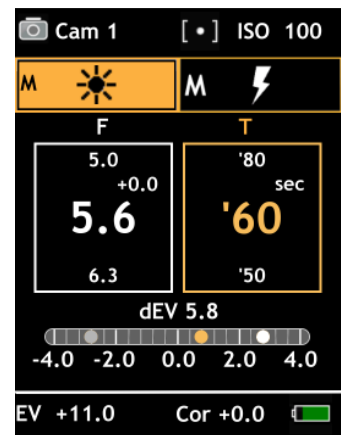 Cam 1 [•] ISO 100
M M
F T
5.0 '80
+0.0 sec
5.6 '60
6.3 '50
dEV 5.8
-4.0 -2.0 0.0 2.0 4.0
EV +11.0 Cor +0.0